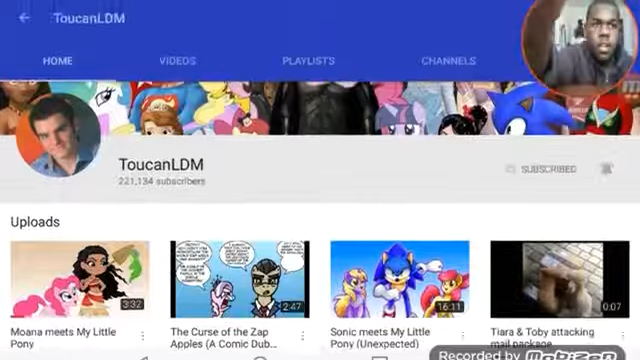 ToucanLDM
HOME
VIDEOS
PLAYLISTS
CHANNELS
ToucanLDM
221,134 subscribers
SUBSCRIBED
Uploads
3:32
2:47
16:11
0:07
Moana meets My Little
Pony
The Curse of the Zap
Apples (A Comic Dub...
Sonic meets My Little
Pony (Unexpected)
Tiara & Toby attacking
mail package
Recorded by
Mobizen